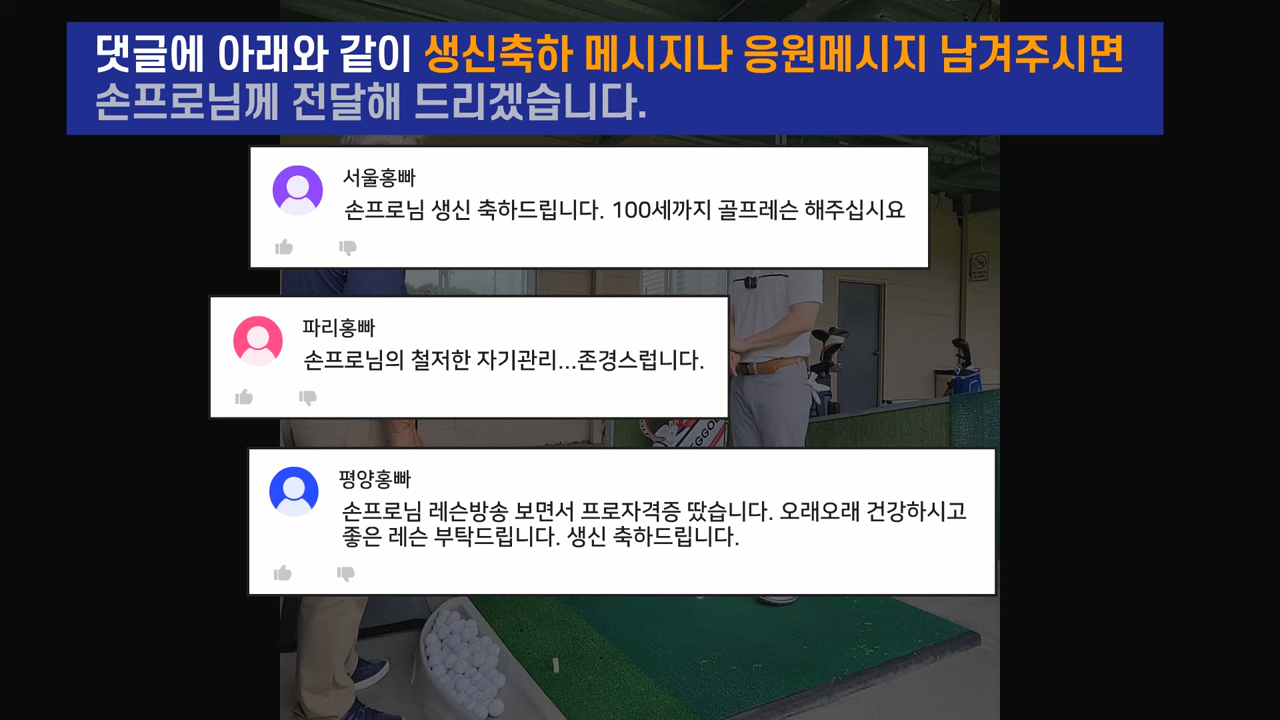 댓글에 아래와 같이 생신축하 메시지나 응원메시지 남겨주시면
손프로님께 전달해 드리겠습니다.
서울홍빠
손프로님 생신 축하드립니다. 100세까지 골프레슨 해주십시요
파리홍빠
손프로님의 철저한 자기관리...존경스럽니다.
평양홍빠
손프로님 레슨방송 보면서 프로자격증 땄습니다. 오래오래 건강하시고
좋은 레슨 부탁드립니다. 생신 축하드립니다.